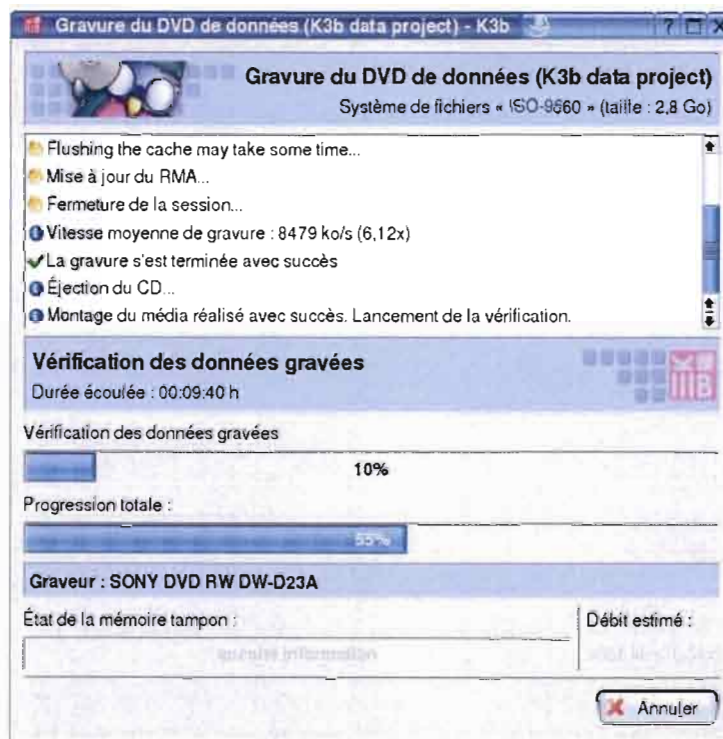 Gravure du DVD de données (K3b data project) - K3b
Gravure du DVD de données (K3b data project)
Système de fichiers « ISO-9660 » (taille : 2,8 Go)
Flushing the cache may take some time...
Mise à jour du RMA...
Fermeture de la session...
Vitesse moyenne de gravure : 8479 ko/s (6,12x)
La gravure s'est terminée avec succès
Éjection du CD...
Montage du média réalisé avec succès. Lancement de la vérification.
Vérification des données gravées
Durée écoulée : 00:09:40 h
Vérification des données gravées
10%
Progression totale :
55%
Graveur : SONY DVD RW DW-D23A
État de la mémoire tampon :
Débit estimé :
Annuler